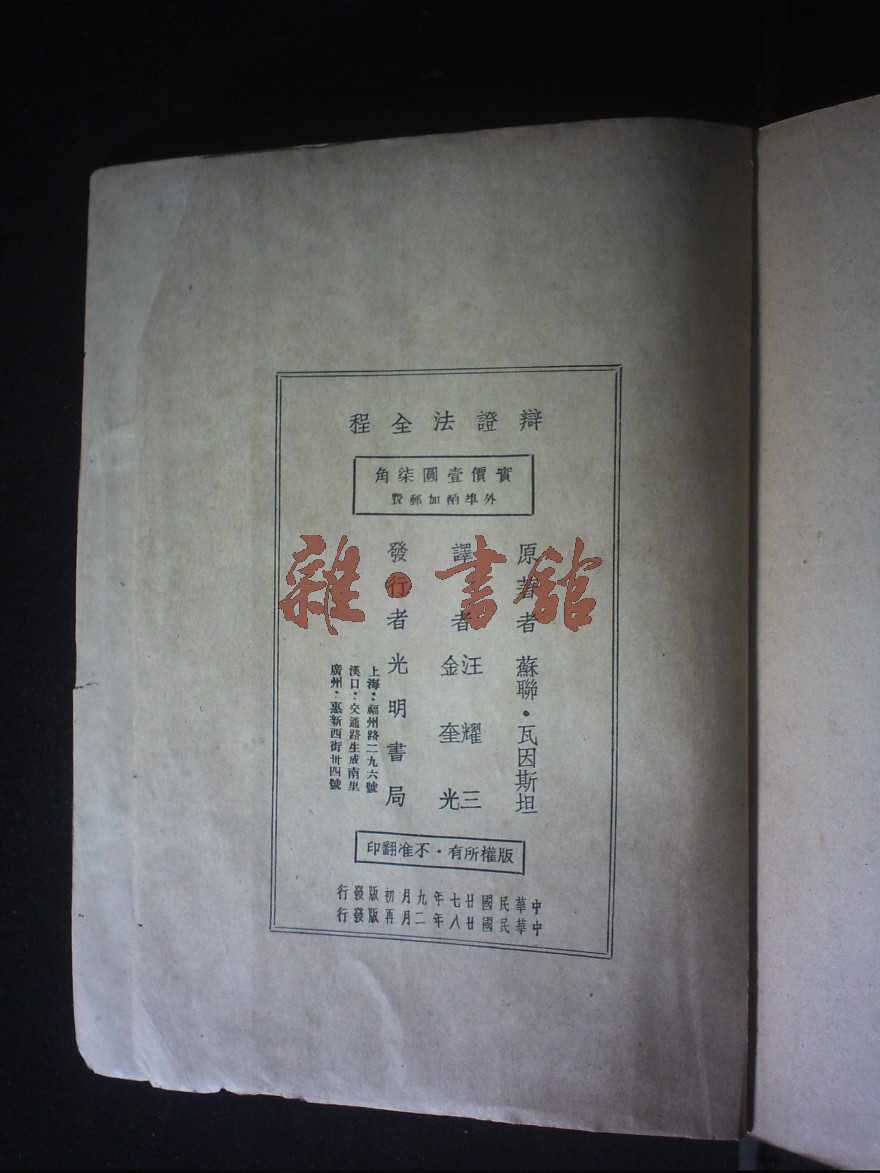 辯證法全程
實價壹圓柒角
外埠酌加郵費
原著者 蘇聯・瓦因斯坦
譯者 汪耀三
金奎光
發行者 光明書局
上海：福州路二九六號
漢口：交通路生成南里
廣州：惠新西街卅四號
版權所有・不准翻印
中華民國廿七年九月初版發行
中華民國廿八年二月再版發行
雜・書館